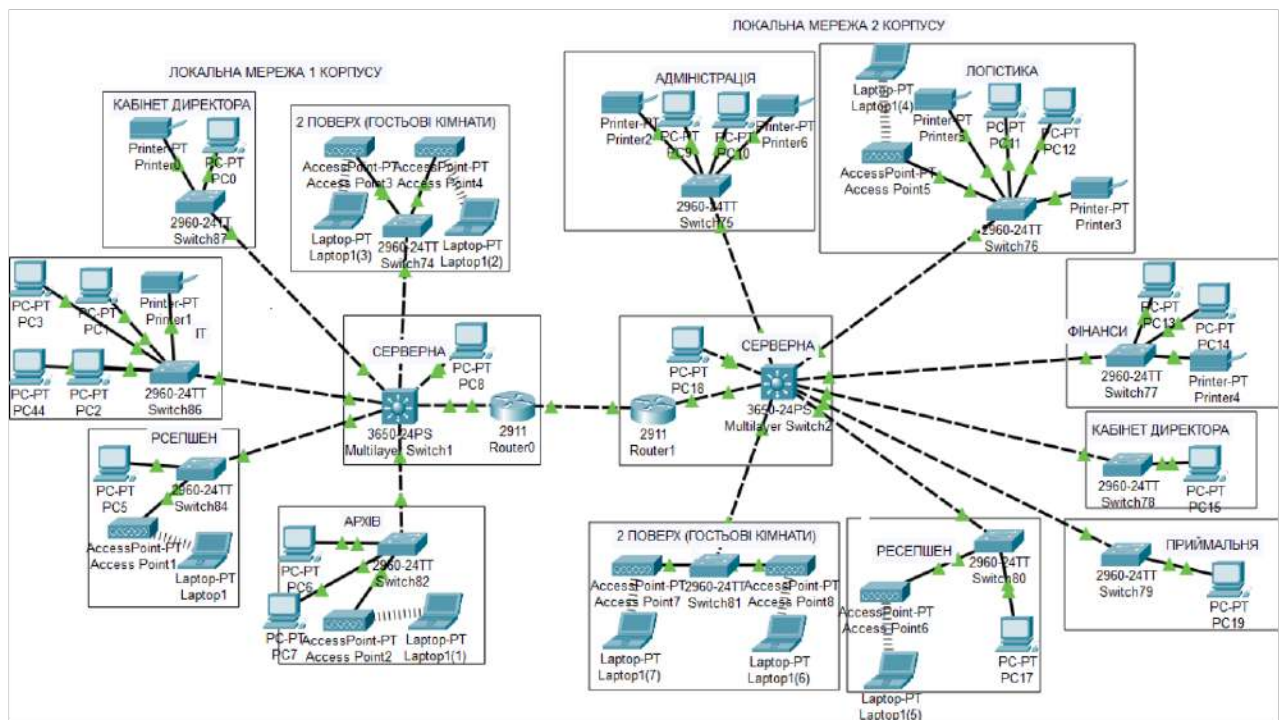 ЛОКАЛЬНА МЕРЕЖА 2 КОРПУСУ
ЛОКАЛЬНА МЕРЕЖА 1 КОРПУСУ
КАБІНЕТ ДИРЕКТОРА
Printer-PT
Printer0
PC-PT
PC0
2960-24TT
Switch87
2 ПОВЕРХ (ГОСТЬОВІ КІМНАТИ)
AccessPoint-PT
Access Point3
AccessPoint-PT
Access Point4
Laptop-PT
Laptop1(3)
2960-24TT
Switch74
Laptop-PT
Laptop1(2)
АДМІНІСТРАЦІЯ
Printer-PT
Printer2
PC-PT
PC9
PC-PT
PC10
Printer-PT
Printer6
2960-24TT
Switch75
ЛОГІСТИКА
Laptop-PT
Laptop1(4)
Printer-PT
Printer5
PC-PT
PC11
PC-PT
PC12
AccessPoint-PT
Access Point5
2960-24TT
Switch76
Printer-PT
Printer3
PC-PT
PC3
PC-PT
PC1
Printer-PT
Printer1
IT
PC-PT
PC44
PC-PT
PC2
2960-24TT
Switch86
СЕРВЕРНА
PC-PT
PC8
3650-24PS
Multilayer Switch1
2911
Router0
СЕРВЕРНА
PC-PT
PC18
2911
Router1
3650-24PS
Multilayer Switch2
ФІНАНСИ
PC-PT
PC13
PC-PT
PC14
2960-24TT
Switch77
Printer-PT
Printer4
РСЕПШЕН
PC-PT
PC5
2960-24TT
Switch84
AccessPoint-PT
Access Point1
Laptop-PT
Laptop1
АРХІВ
PC-PT
PC6
2960-24TT
Switch82
PC-PT
PC7
AccessPoint-PT
Access Point2
Laptop-PT
Laptop1(1)
КАБІНЕТ ДИРЕКТОРА
2960-24TT
Switch78
PC-PT
PC15
2 ПОВЕРХ (ГОСТЬОВІ КІМНАТИ)
AccessPoint-PT
Access Point7
2960-24TT
Switch81
AccessPoint-PT
Access Point8
Laptop-PT
Laptop1(7)
Laptop-PT
Laptop1(6)
РЕСЕПШЕН
2960-24TT
Switch80
AccessPoint-PT
Access Point6
PC-PT
PC17
Laptop-PT
Laptop1(5)
ПРИЙМАЛЬНЯ
2960-24TT
Switch79
PC-PT
PC19